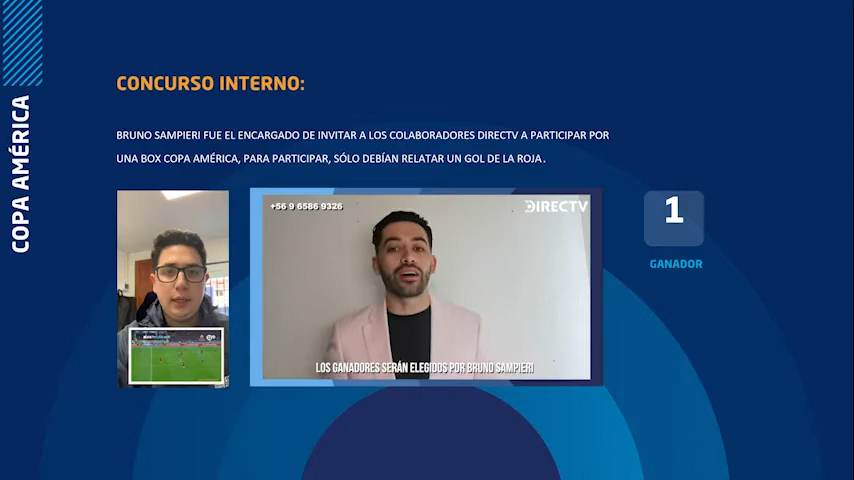 COPA AMÉRICA
CONCURSO INTERNO:
BRUNO SAMPIERI FUE EL ENCARGADO DE INVITAR A LOS COLABORADORES DIRECTV A PARTICIPAR POR
UNA BOX COPA AMÉRICA, PARA PARTICIPAR, SÓLO DEBÍAN RELATAR UN GOL DE LA ROJA.
+56 9 6586 9326
DIRECTV
LOS GANADORES SERÁN ELEGIDOS POR BRUNO SAMPIERI
1
GANADOR